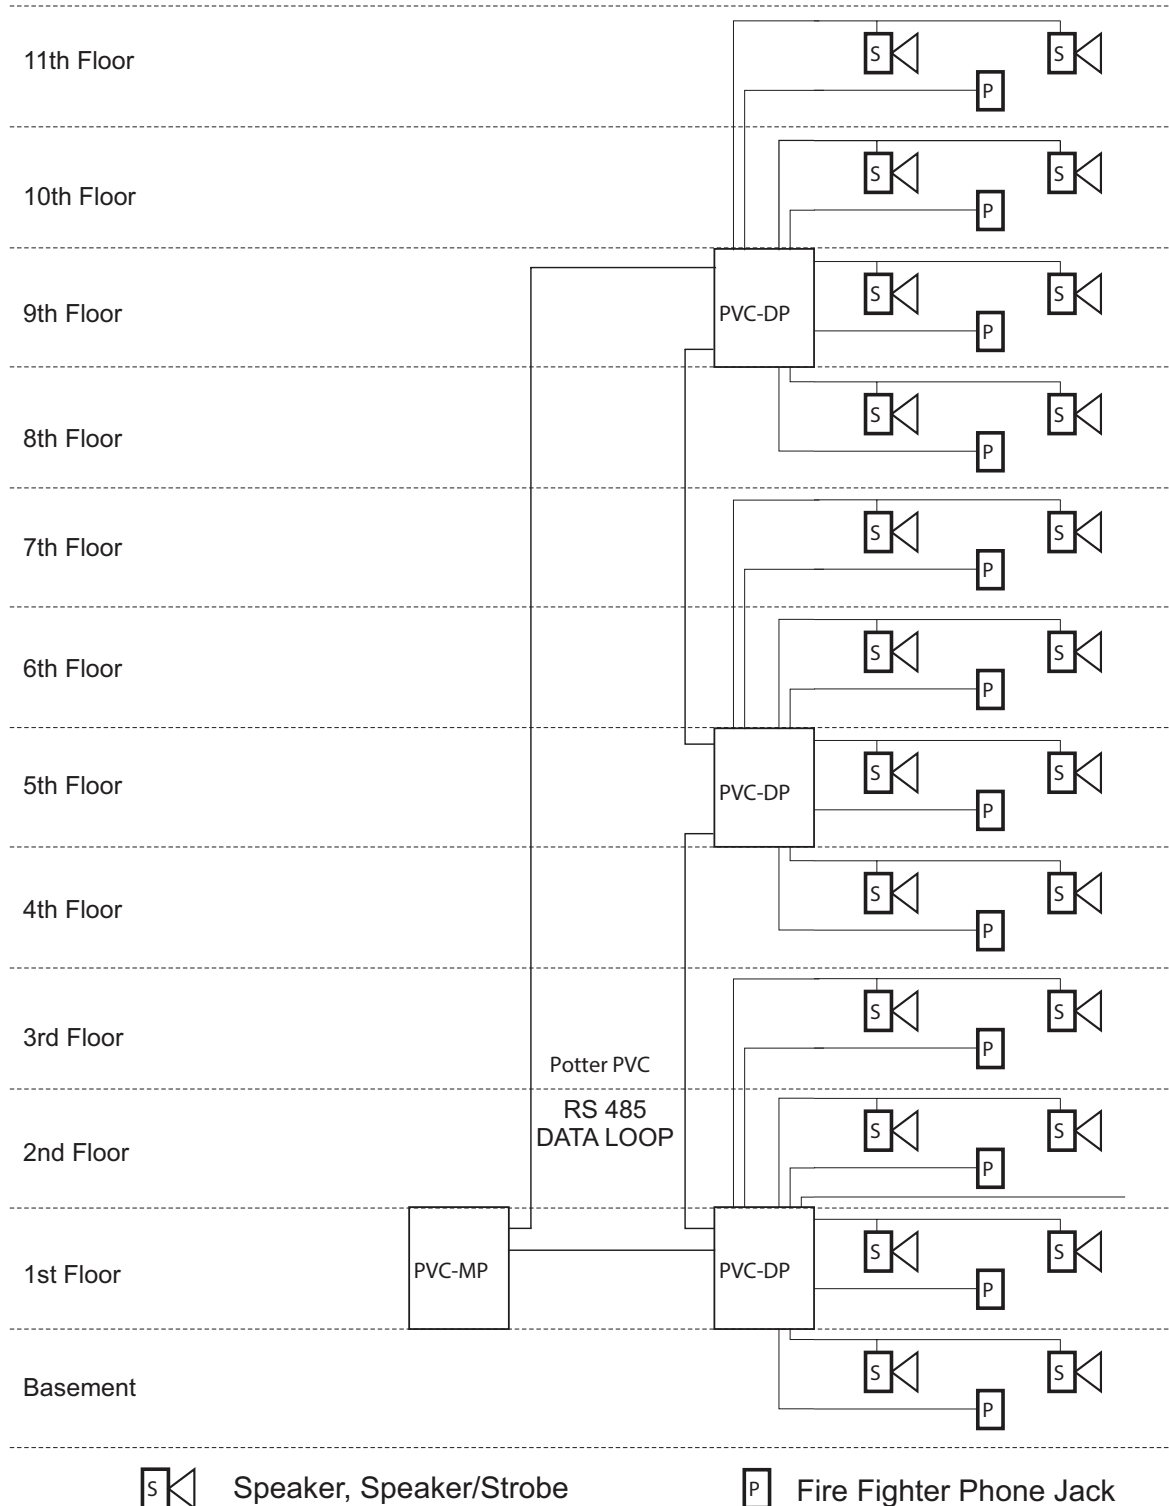 11th Floor
S
S
P
10th Floor
S
S
P
9th Floor
PVC-DP
S
S
P
8th Floor
S
S
P
7th Floor
S
S
P
6th Floor
S
S
P
5th Floor
PVC-DP
S
S
P
4th Floor
S
S
P
3rd Floor
S
S
P
Potter PVC
RS 485
DATA LOOP
2nd Floor
S
S
P
1st Floor
PVC-MP
PVC-DP
S
S
P
Basement
S
S
P
S Speaker, Speaker/Strobe
P Fire Fighter Phone Jack